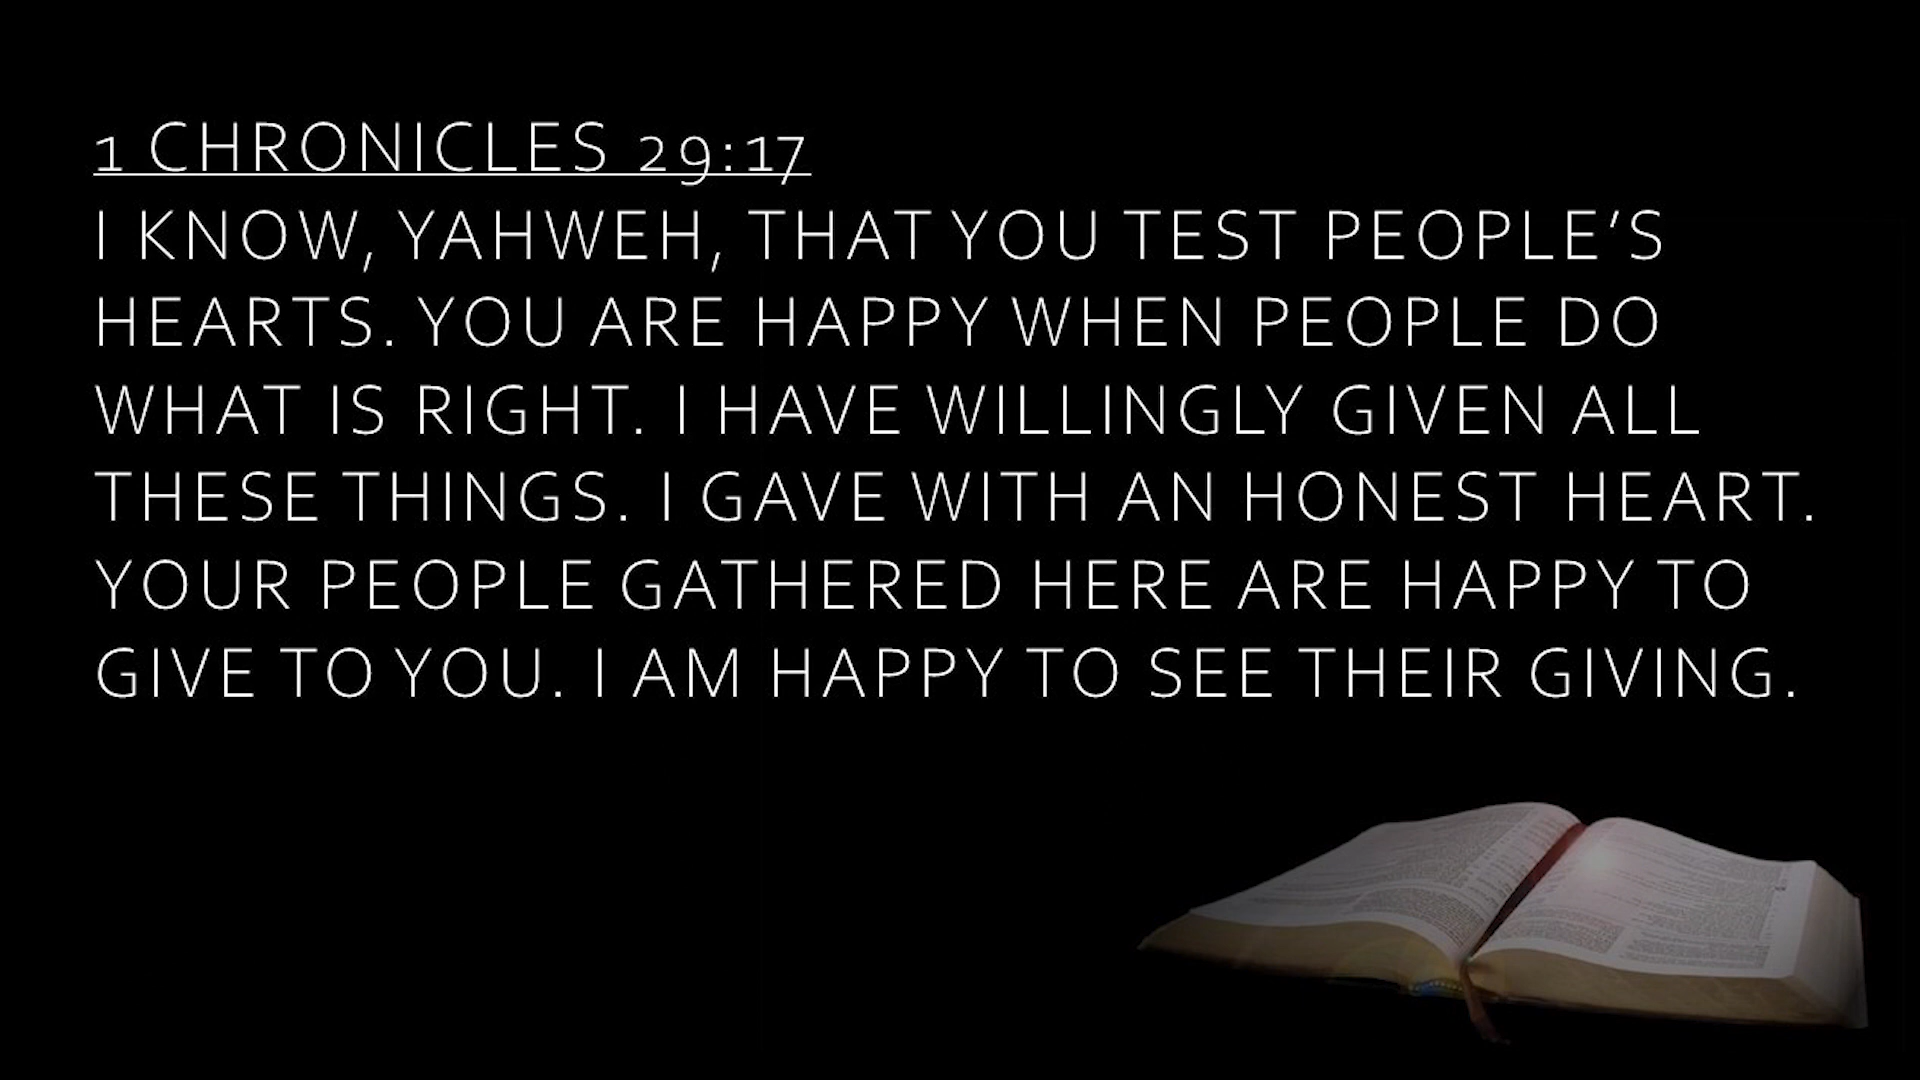 1 CHRONICLES 29:17
I KNOW, YAHWEH, THAT YOU TEST PEOPLE’S
HEARTS. YOU ARE HAPPY WHEN PEOPLE DO
WHAT IS RIGHT. I HAVE WILLINGLY GIVEN ALL
THESE THINGS. I GAVE WITH AN HONEST HEART.
YOUR PEOPLE GATHERED HERE ARE HAPPY TO
GIVE TO YOU. I AM HAPPY TO SEE THEIR GIVING.